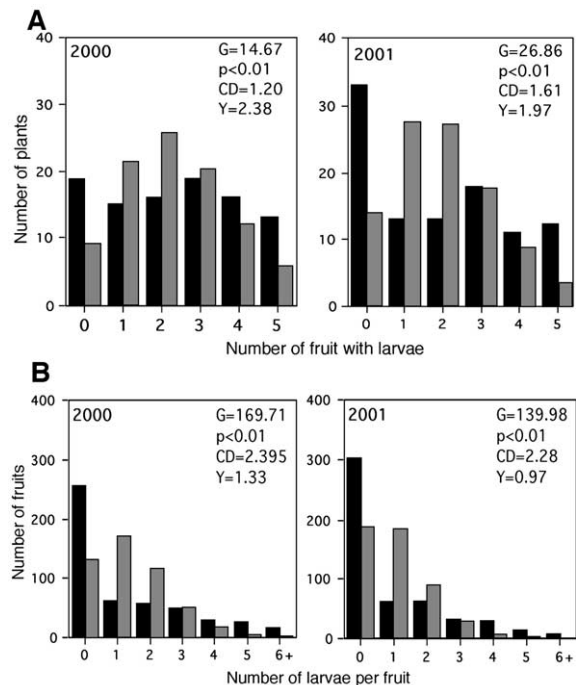 A
2000
G=14.67
p<0.01
CD=1.20
Y=2.38
2001
G=26.86
p<0.01
CD=1.61
Y=1.97
Number of plants
40
30
20
10
0
40
30
20
10
0
0 1 2 3 4 5
0 1 2 3 4 5
Number of fruit with larvae
B
2000
G=169.71
p<0.01
CD=2.395
Y=1.33
2001
G=139.98
p<0.01
CD=2.28
Y=0.97
Number of fruits
400
300
200
100
0
400
300
200
100
0
0 1 2 3 4 5 6+
0 1 2 3 4 5 6+
Number of larvae per fruit